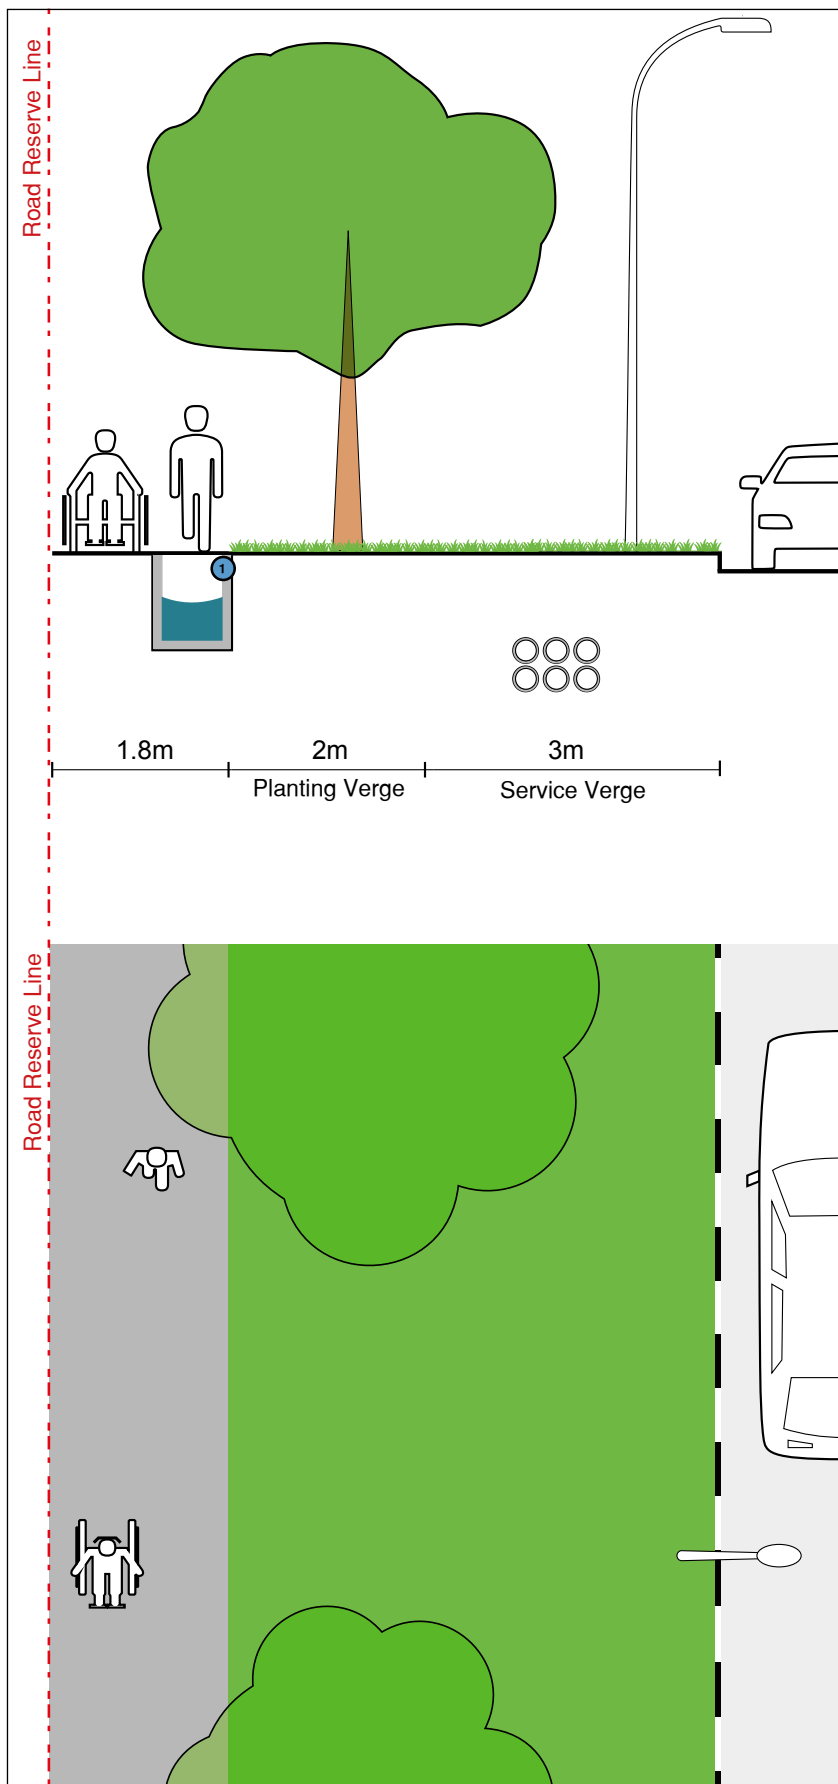 Road Reserve Line
1
1.8m
2m
3m
Planting Verge
Service Verge
Road Reserve Line